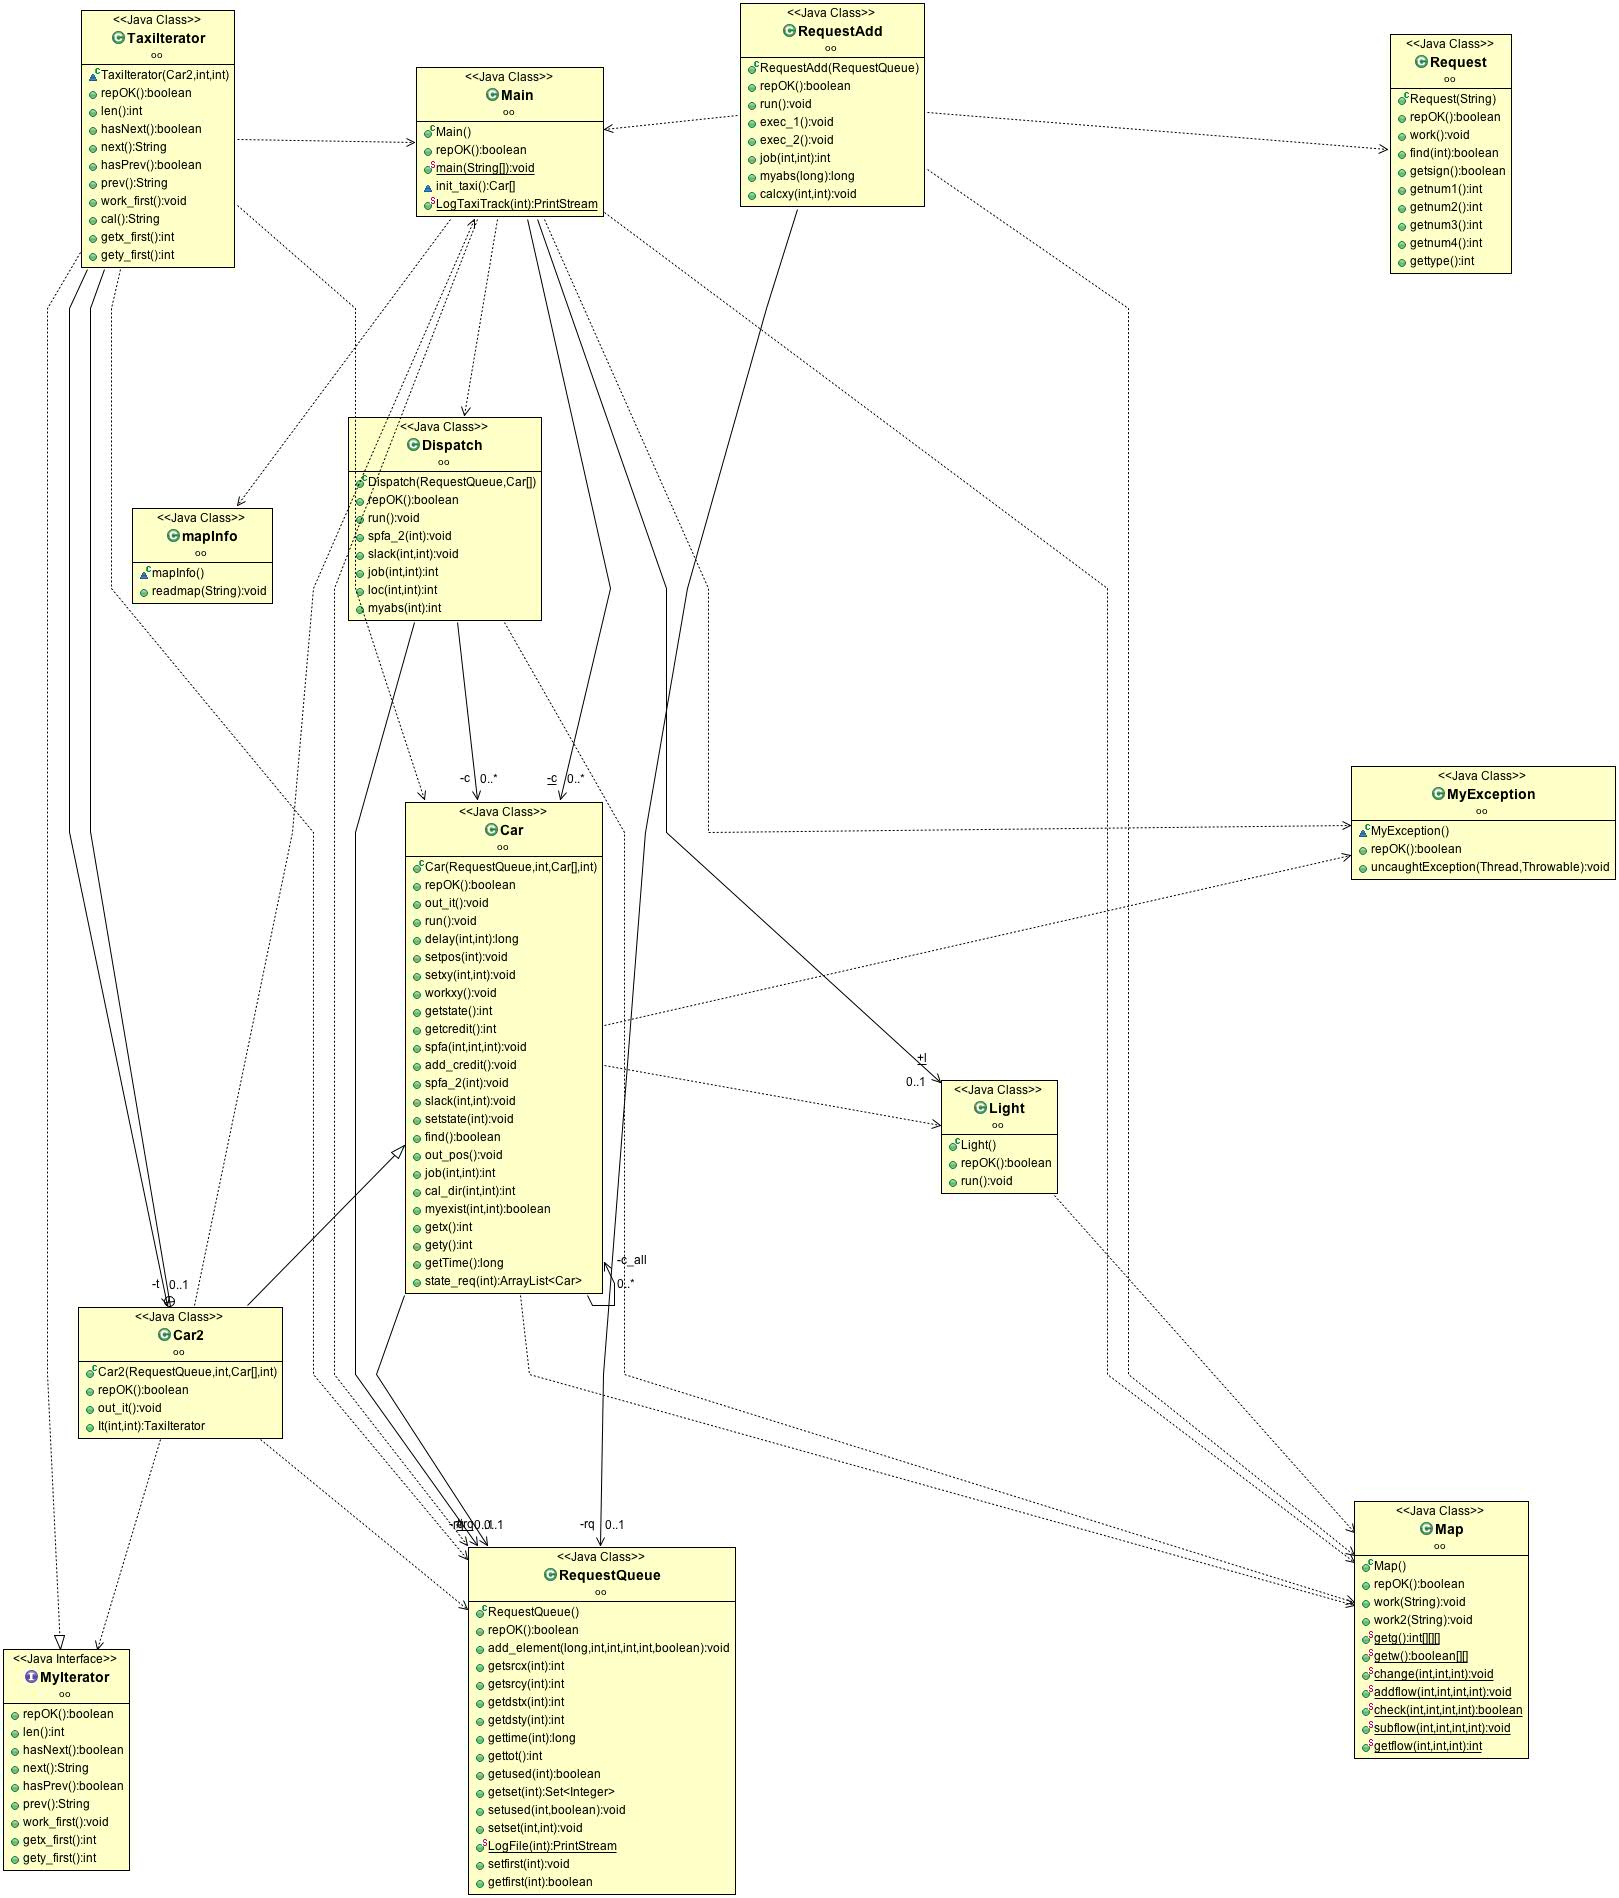 <<Java Class>>
TaxiIterator
oo
TaxiIterator(Car2,int,int)
repOK():boolean
len():int
hasNext():boolean
next():String
hasPrev():boolean
prev():String
work_first():void
cal():String
getx_first():int
gety_first():int
<<Java Class>>
Main
oo
Main()
repOK():boolean
main(String[]):void
init_taxi():Car[]
LogTaxiTrack(int):PrintStream
<<Java Class>>
RequestAdd
oo
RequestAdd(RequestQueue)
repOK():boolean
run():void
exec_1():void
exec_2():void
job(int,int):int
myabs(long):long
calcxy(int,int):void
<<Java Class>>
Request
oo
Request(String)
repOK():boolean
work():void
find(int):boolean
getsign():boolean
getnum1():int
getnum2():int
getnum3():int
getnum4():int
gettype():int
<<Java Class>>
Dispatch
oo
Dispatch(RequestQueue,Car[])
repOK():boolean
run():void
spfa_2(int):void
slack(int,int):void
job(int,int):int
loc(int,int):int
myabs(int):int
<<Java Class>>
mapInfo
oo
mapInfo()
readmap(String):void
-c 0..*
-c 0..*
<<Java Class>>
Car
oo
Car(RequestQueue,int,Car[],int)
repOK():boolean
out_it():void
run():void
delay(int,int):long
setpos(int):void
setxy(int,int):void
workxy():void
getstate():int
getcredit():int
spfa(int,int,int):void
add_credit():void
spfa_2(int):void
slack(int,int):void
setstate(int):void
find():boolean
out_pos():void
job(int,int):int
cal_dir(int,int):int
myexist(int,int):boolean
getx():int
gety():int
getTime():long
state_req(int):ArrayList<Car>
-c_all
0..*
<<Java Class>>
MyException
oo
MyException()
repOK():boolean
uncaughtException(Thread,Throwable):void
+l
0..1
<<Java Class>>
Light
oo
Light()
repOK():boolean
run():void
-t 0..1
<<Java Class>>
Car2
oo
Car2(RequestQueue,int,Car[],int)
repOK():boolean
out_it():void
It(int,int):TaxiIterator
-rq 0..1
<<Java Class>>
RequestQueue
oo
RequestQueue()
repOK():boolean
add_element(long,int,int,int,int,boolean):void
getsrcx(int):int
getsrcy(int):int
getdstx(int):int
getdsty(int):int
gettime(int):long
gettot():int
getused(int):boolean
getset(int):Set<Integer>
setused(int,boolean):void
setset(int,int):void
LogFile(int):PrintStream
setfirst(int):void
getfirst(int):boolean
<<Java Class>>
Map
oo
Map()
repOK():boolean
work(String):void
work2(String):void
getg():int[][][]
getw():boolean[][]
change(int,int,int):void
addflow(int,int,int,int):void
check(int,int,int,int):boolean
subflow(int,int,int,int):void
getflow(int,int,int):int
<<Java Interface>>
MyIterator
oo
repOK():boolean
len():int
hasNext():boolean
next():String
hasPrev():boolean
prev():String
work_first():void
getx_first():int
gety_first():int